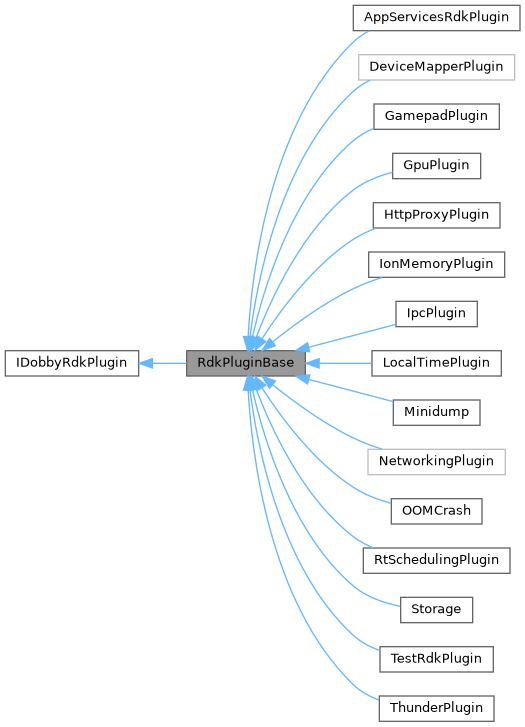 AppServicesRdkPlugin
DeviceMapperPlugin
GamepadPlugin
GpuPlugin
HttpProxyPlugin
IonMemoryPlugin
IpcPlugin
IDobbyRdkPlugin
RdkPluginBase
LocalTimePlugin
Minidump
NetworkingPlugin
OOMCrash
RtSchedulingPlugin
Storage
TestRdkPlugin
ThunderPlugin